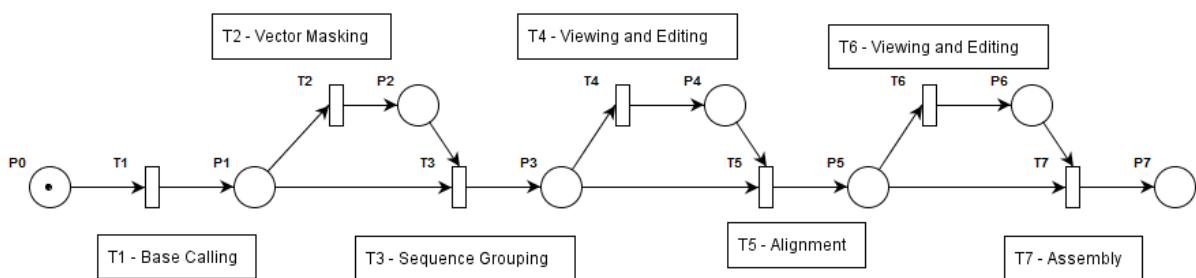 T2 - Vector Masking
T4 - Viewing and Editing
T6 - Viewing and Editing
T2 P2 T4 P4 T6 P6
P0 T1 P1 T3 P3 T5 P5 T7 P7
T1 - Base Calling
T3 - Sequence Grouping
T5 - Alignment
T7 - Assembly